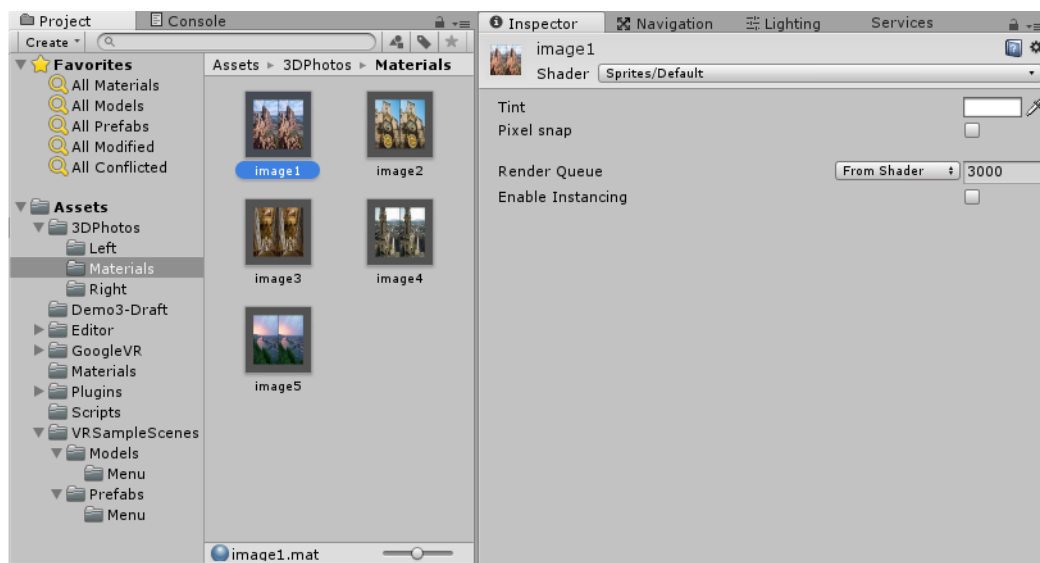 Project
Console
Create
Favorites
All Materials
All Models
All Prefabs
All Modified
All Conflicted
Assets
3DPhotos
Left
Materials
Right
Demo3-Draft
Editor
GoogleVR
Materials
Plugins
Scripts
VRSampleScenes
Models
Menu
Prefabs
Menu
Assets 3DPhotos Materials
image1
image2
image3
image4
image5
image1.mat
Inspector
Navigation
Lighting
Services
image1
Shader
Sprites/Default
Tint
Pixel snap
Render Queue
From Shader
3000
Enable Instancing